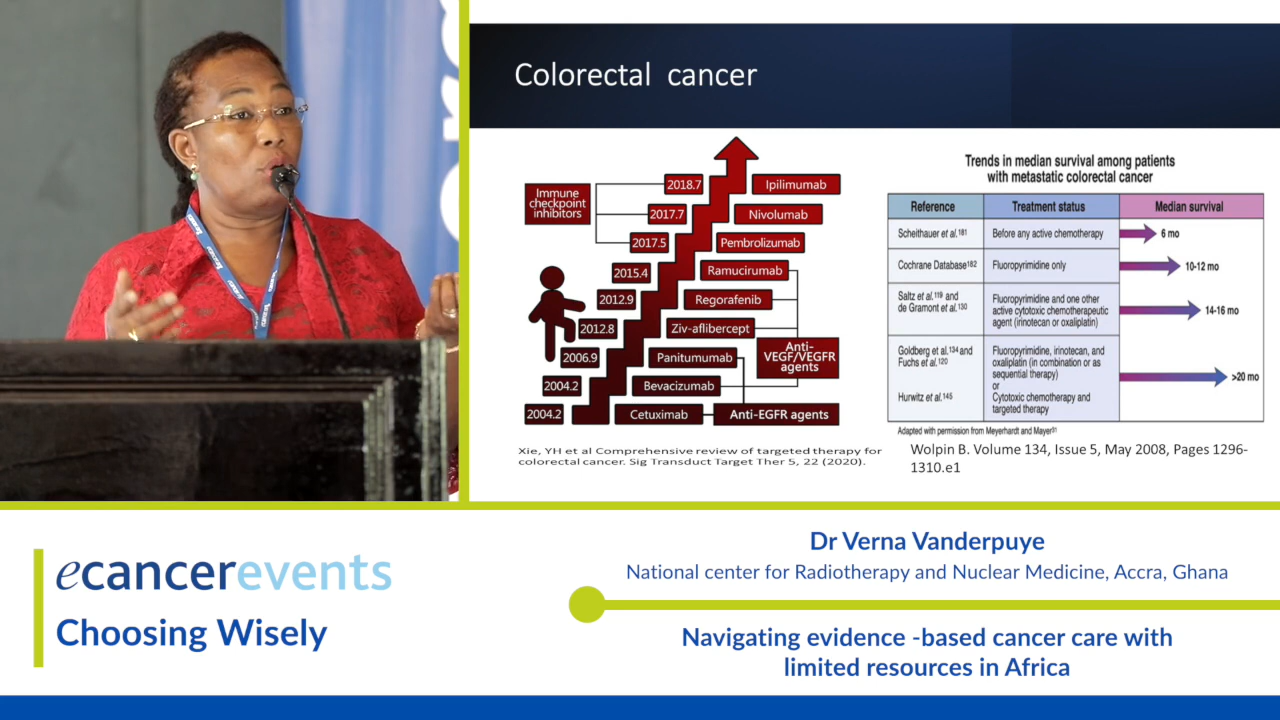 Colorectal cancer
Immune
checkpoint
inhibitors
2018.7
Ipilimumab
2017.7
Nivolumab
2017.5
Pembrolizumab
2015.4
Ramucirumab
2012.9
Regorafenib
2012.8
Ziv-aflibercept
2006.9
Panitumumab
Anti-
VEGF/VEGFR
agents
2004.2
Bevacizumab
2004.2
Cetuximab
Anti-EGFR agents
Xie, YH et al Comprehensive review of targeted therapy for
colorectal cancer. Sig Transduct Target Ther 5, 22 (2020).
Trends in median survival among patients
with metastatic colorectal cancer
Reference Treatment status Median survival
Scheithauer et al.181 Before any active chemotherapy 6 mo
Cochrane Database182 Fluoropyrimidine only 10-12 mo
Saltz et al.119 and
de Gramont et al.130
Fluoropyrimidine and one other
active cytotoxic chemotherapeutic
agent (irinotecan or oxaliplatin)
14-16 mo
Goldberg et al.134 and
Fuchs et al.120
Hurwitz et al.145
Fluoropyrimidine, irinotecan, and
oxaliplatin (in combination or as
sequential therapy)
or
Cytotoxic chemotherapy and
targeted therapy
>20 mo
Adapted with permission from Meyerhardt and Mayer91
Wolpin B. Volume 134, Issue 5, May 2008, Pages 1296-
1310.e1
ecancerevents
Choosing Wisely
Dr Verna Vanderpuye
National center for Radiotherapy and Nuclear Medicine, Accra, Ghana
Navigating evidence -based cancer care with
limited resources in Africa